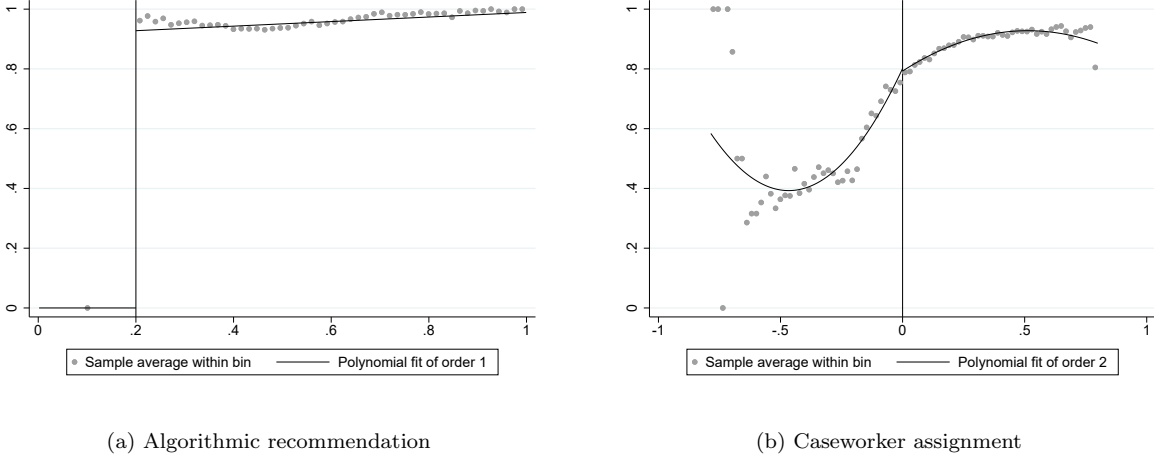 1
.8
.6
.4
.2
0
0 .2 .4 .6 .8 1
Sample average within bin Polynomial fit of order 1
(a) Algorithmic recommendation
1
.8
.6
.4
.2
0
-1 -.5 0 .5 1
Sample average within bin Polynomial fit of order 2
(b) Caseworker assignment